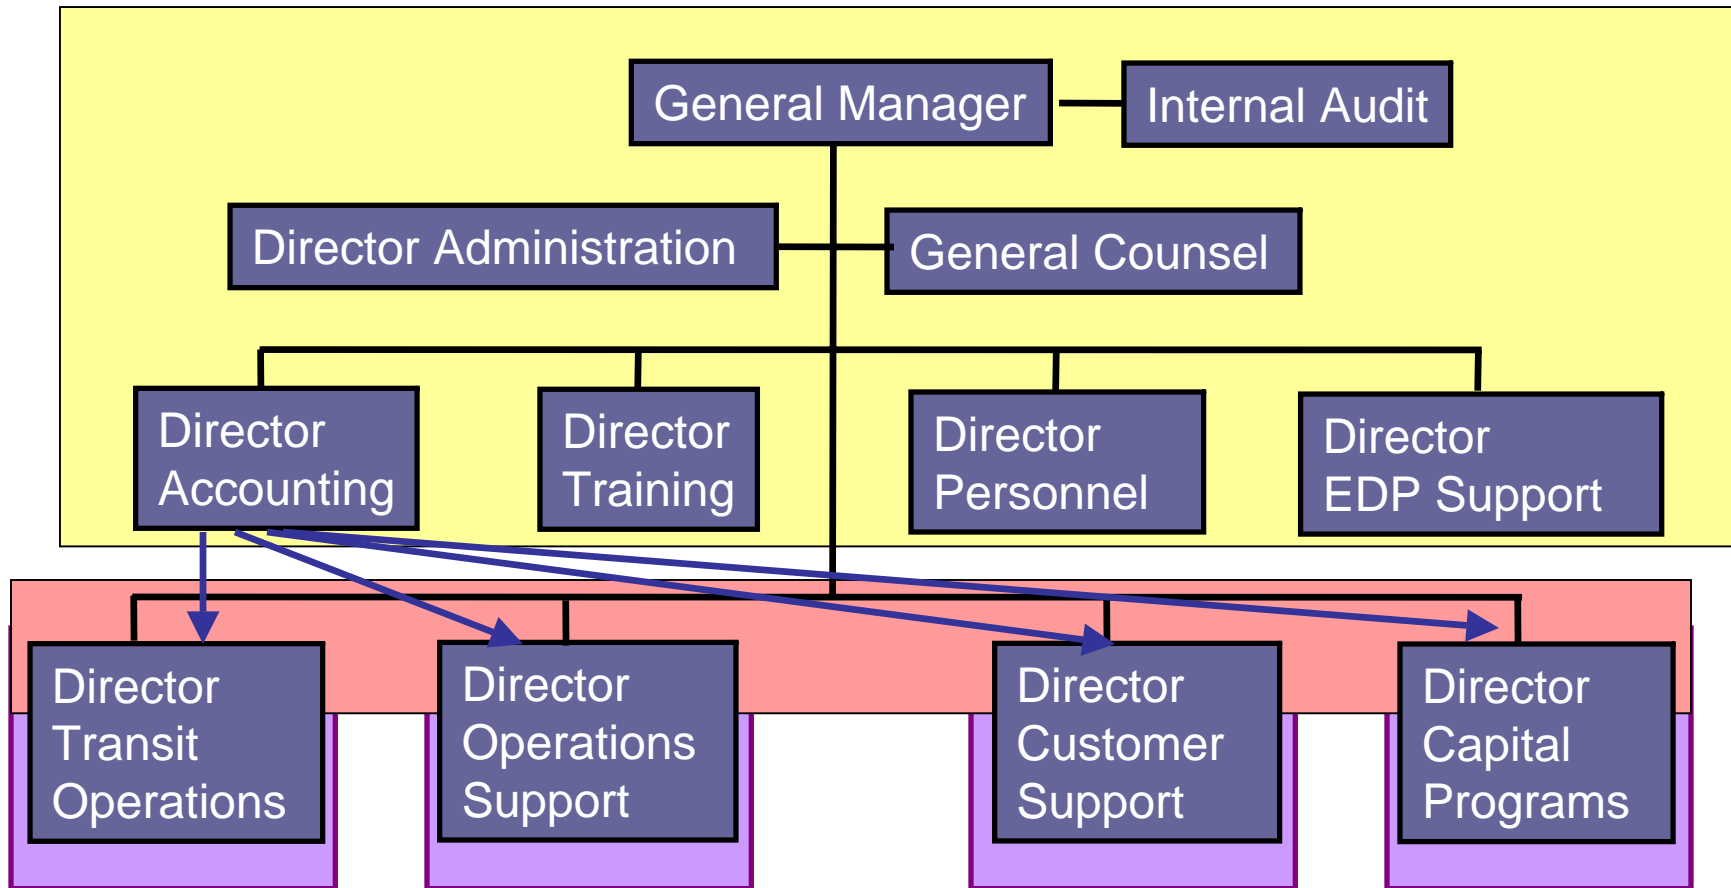 General Manager
Internal Audit
Director Administration
General Counsel
Director
Accounting
Director
Training
Director
Personnel
Director
EDP Support
Director
Transit
Operations
Director
Operations
Support
Director
Customer
Support
Director
Capital
Programs